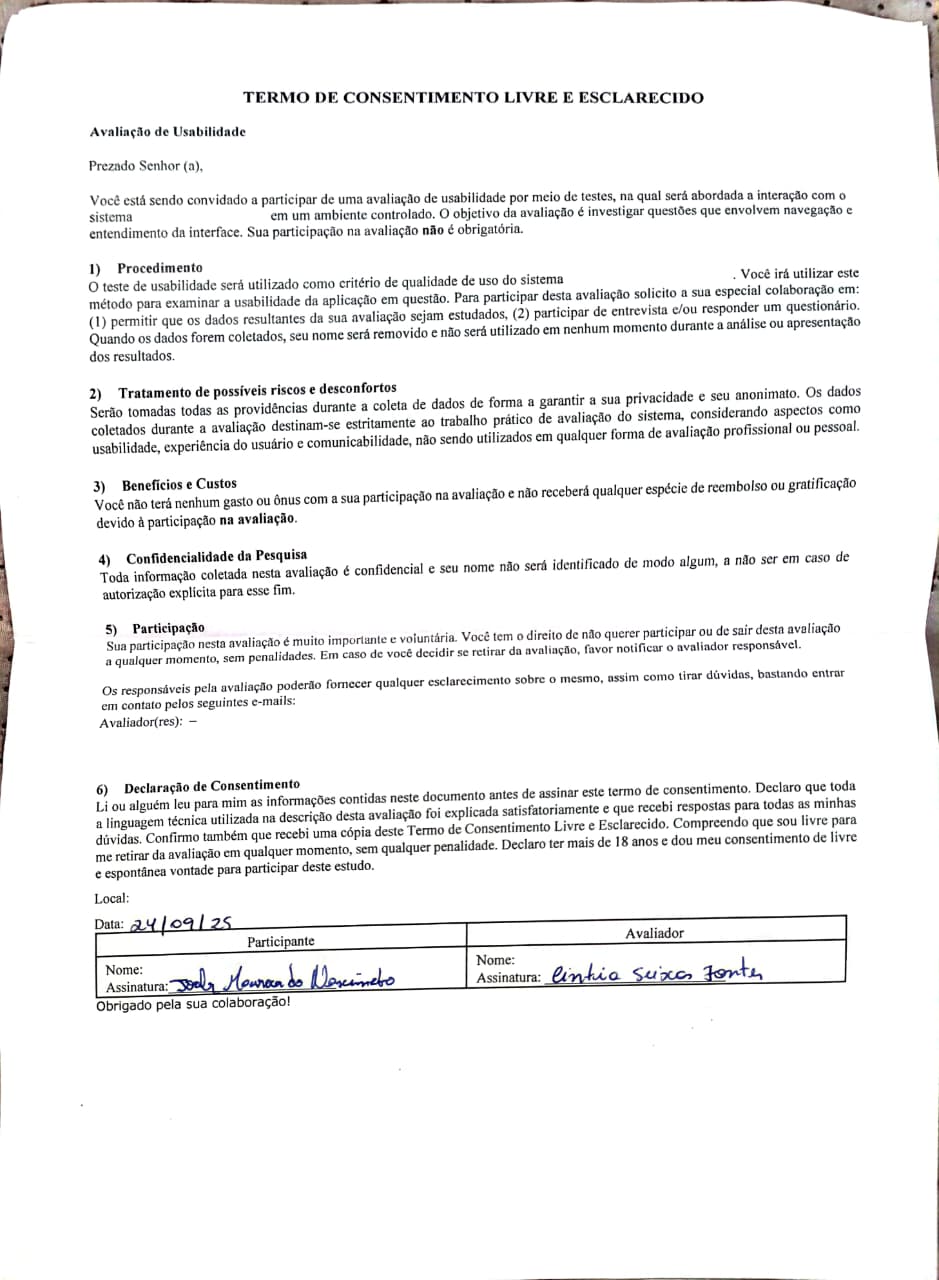 TERMO DE CONSENTIMENTO LIVRE E ESCLARECIDO
Avaliação de Usabilidade
Prezado Senhor (a),
Você está sendo convidado a participar de uma avaliação de usabilidade por meio de testes, na qual será abordada a interação com o
sistema em um ambiente controlado. O objetivo da avaliação é investigar questões que envolvem navegação e
entendimento da interface. Sua participação na avaliação não é obrigatória.
1) Procedimento
O teste de usabilidade será utilizado como critério de qualidade de uso do sistema . Você irá utilizar este
método para examinar a usabilidade da aplicação em questão. Para participar desta avaliação solicito a sua especial colaboração em:
(1) permitir que os dados resultantes da sua avaliação sejam estudados, (2) participar de entrevista e/ou responder um questionário.
Quando os dados forem coletados, seu nome será removido e não será utilizado em nenhum momento durante a análise ou apresentação
dos resultados.
2) Tratamento de possíveis riscos e desconfortos
Serão tomadas todas as providências durante a coleta de dados de forma a garantir a sua privacidade e seu anonimato. Os dados
coletados durante a avaliação destinam-se estritamente ao trabalho prático de avaliação do sistema, considerando aspectos como
usabilidade, experiência do usuário e comunicabilidade, não sendo utilizados em qualquer forma de avaliação profissional ou pessoal.
3) Benefícios e Custos
Você não terá nenhum gasto ou ônus com a sua participação na avaliação e não receberá qualquer espécie de reembolso ou gratificação
devido à participação na avaliação.
4) Confidencialidade da Pesquisa
Toda informação coletada nesta avaliação é confidencial e seu nome não será identificado de modo algum, a não ser em caso de
autorização explícita para esse fim.
5) Participação
Sua participação nesta avaliação é muito importante e voluntária. Você tem o direito de não querer participar ou de sair desta avaliação
a qualquer momento, sem penalidades. Em caso de você decidir se retirar da avaliação, favor notificar o avaliador responsável.
Os responsáveis pela avaliação poderão fornecer qualquer esclarecimento sobre o mesmo, assim como tirar dúvidas, bastando entrar
em contato pelos seguintes e-mails:
Avaliador(res): –
6) Declaração de Consentimento
Li ou alguém leu para mim as informações contidas neste documento antes de assinar este termo de consentimento. Declaro que toda
a linguagem técnica utilizada na descrição desta avaliação foi explicada satisfatoriamente e que recebi respostas para todas as minhas
dúvidas. Confirmo também que recebi uma cópia deste Termo de Consentimento Livre e Esclarecido. Compreendo que sou livre para
me retirar da avaliação em qualquer momento, sem qualquer penalidade. Declaro ter mais de 18 anos e dou meu consentimento de livre
e espontânea vontade para participar deste estudo.
Local:
Data: 24/09/25
Participante
Avaliador
Nome:
Assinatura: do Nascimento
Nome:
Assinatura: Cinthia Seixas Fontes
Obrigado pela sua colaboração!